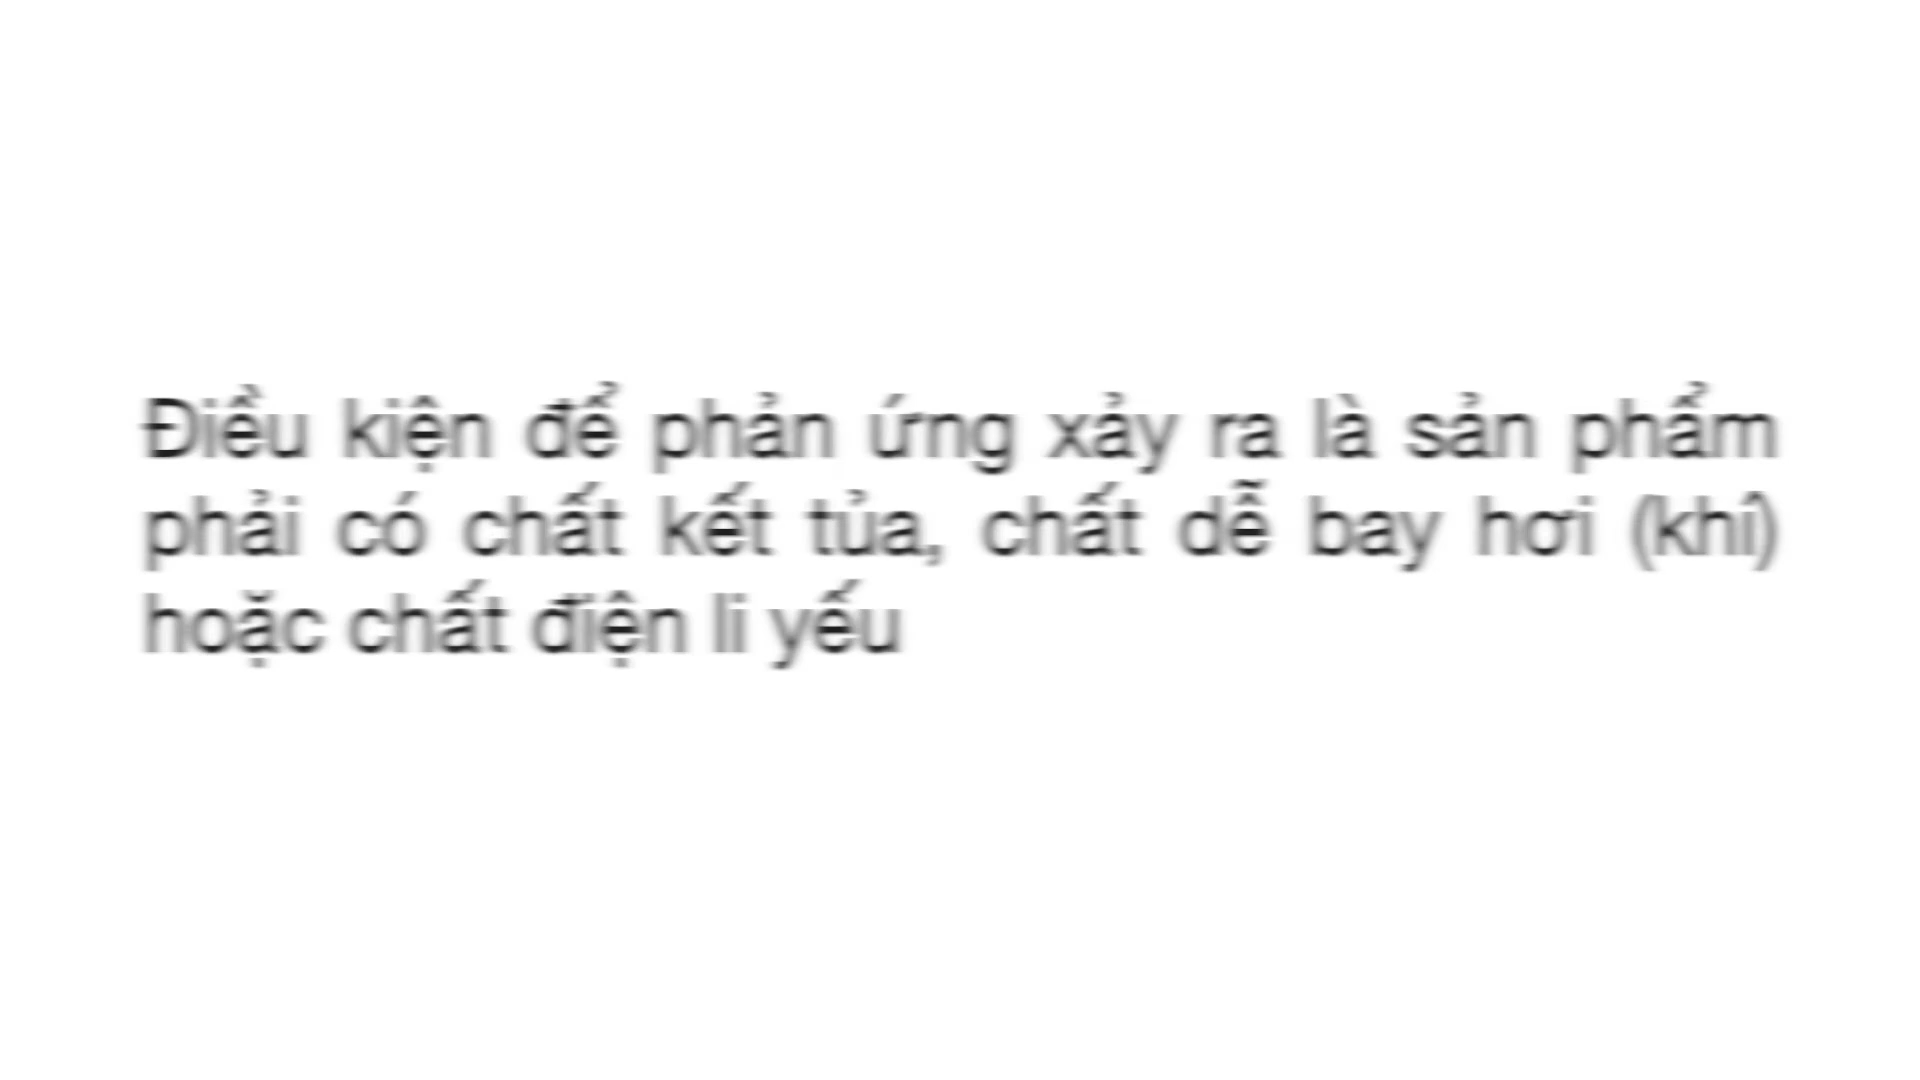 Điều kiện để phản ứng xảy ra là sản phẩm
phải có chất kết tủa, chất dễ bay hơi (khí)
hoặc chất điện li yếu